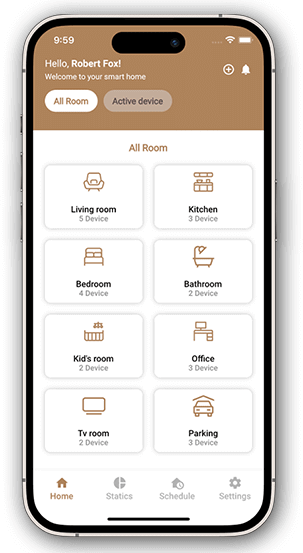 9:59
Hello, Robert Fox!
Welcome to your smart home
All Room
Active device
All Room
Living room
5 Device
Kitchen
3 Device
Bedroom
4 Device
Bathroom
2 Device
Kid's room
2 Device
Office
3 Device
Tv room
2 Device
Parking
3 Device
Home
Statics
Schedule
Settings